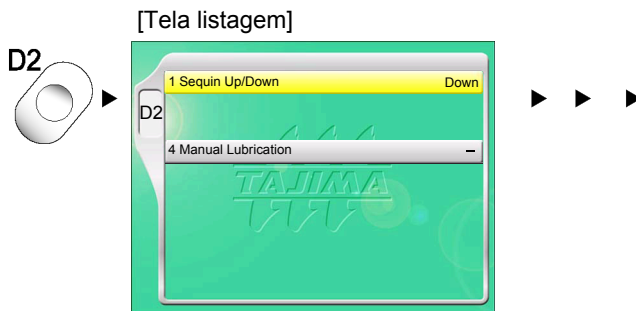 [Tela listagem]
D2
1 Sequin Up/Down Down
D2
4 Manual Lubrication –
TAJIMA